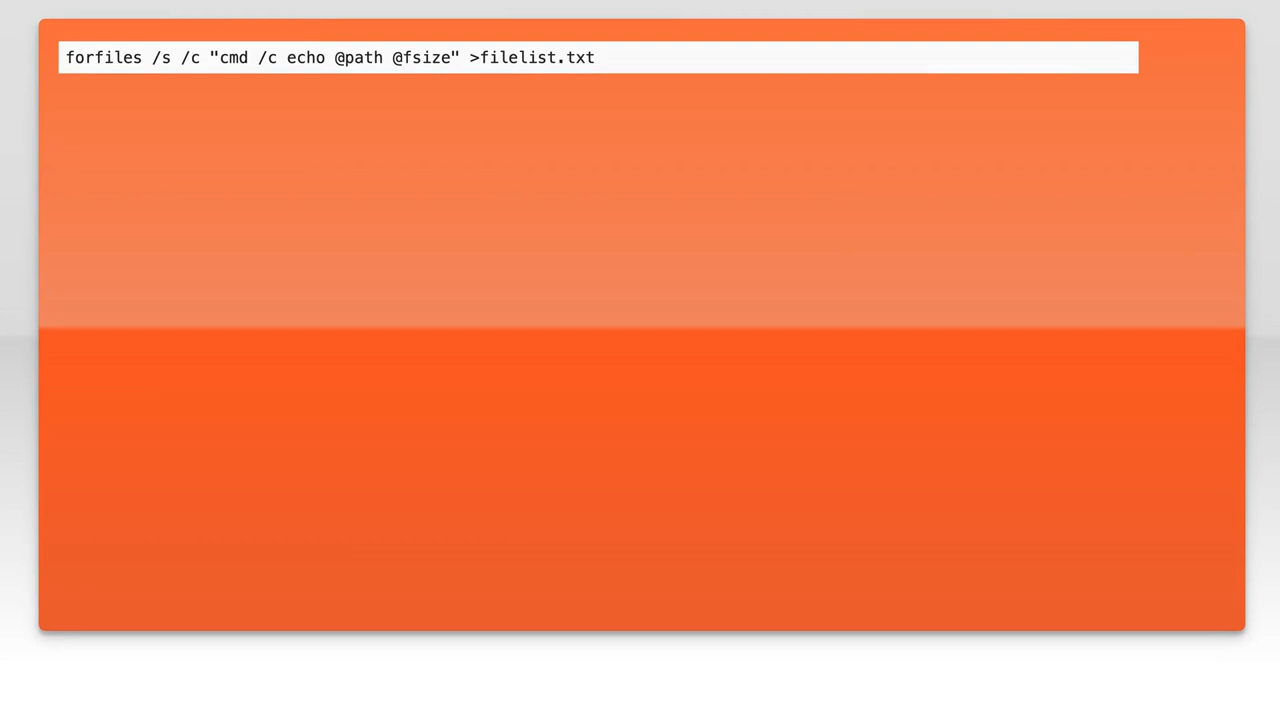 forfiles /s /c "cmd /c echo @path @fsize" >filelist.txt